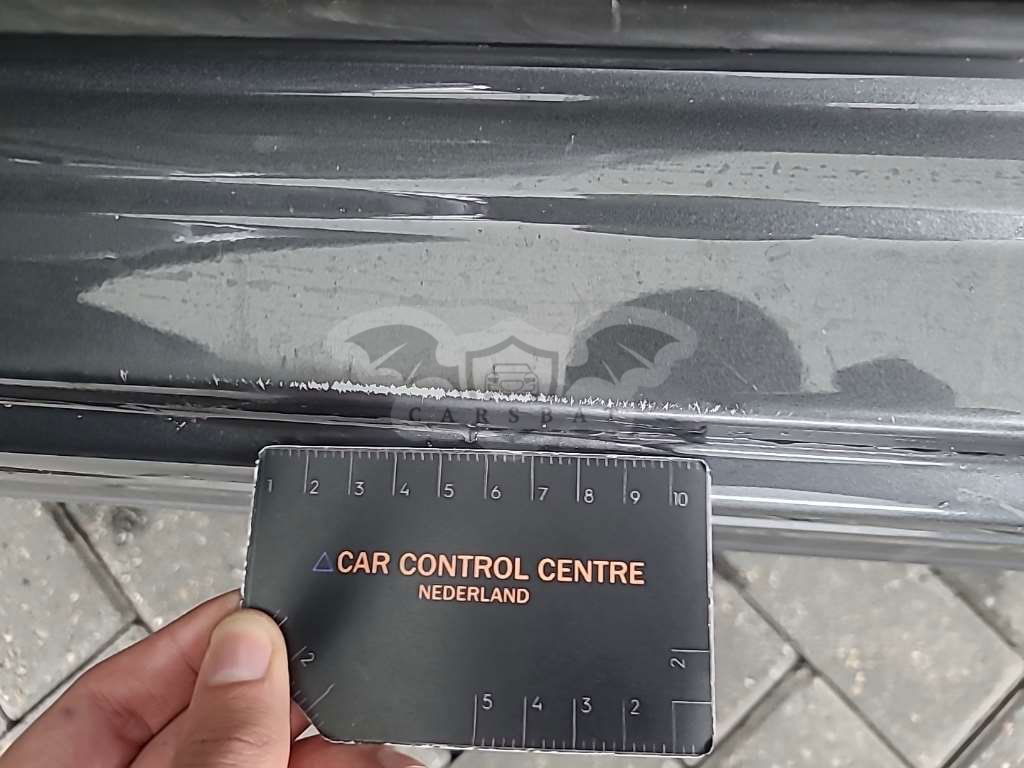 CARSBAT
1 2 3 4 5 6 7 8 9 10
△CAR CONTROL CENTRE
NEDERLAND
2 2
5 4 3 2